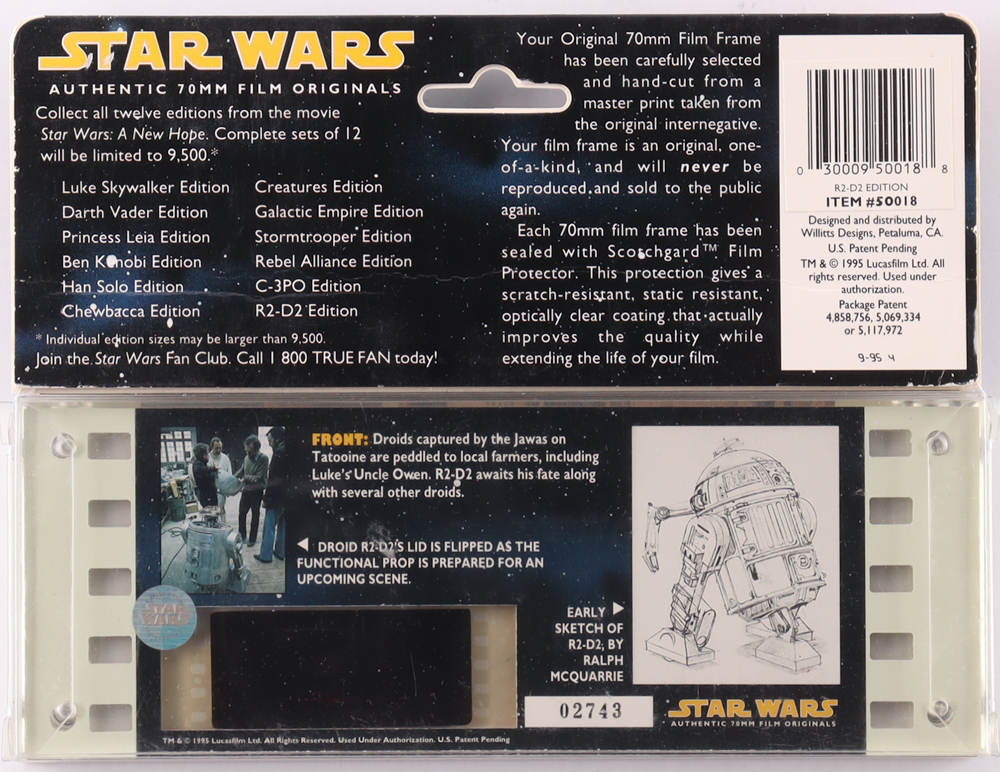 STAR WARS
AUTHENTIC 70MM FILM ORIGINALS
Collect all twelve editions from the movie
Star Wars: A New Hope. Complete sets of 12
will be limited to 9,500.*
Luke Skywalker Edition
Darth Vader Edition
Princess Leia Edition
Ben Kenobi Edition
Han Solo Edition
Chewbacca Edition
Creatures Edition
Galactic Empire Edition
Stormtrooper Edition
Rebel Alliance Edition
C-3PO Edition
R2-D2 Edition
* Individual edition sizes may be larger than 9,500.
Join the Star Wars Fan Club. Call 1 800 TRUE FAN today!
Your Original 70mm Film Frame
has been carefully selected
and hand-cut from a
master print taken from
the original internegative.
Your film frame is an original, one-
of-a-kind, and will never be
reproduced and sold to the public
again.
Each 70mm film frame has been
sealed with Scotchgard™ Film
Protector. This protection gives a
scratch-resistant, static resistant,
optically clear coating that actually
improves the quality while
extending the life of your film.
0 30009 50018 8
R2-D2 EDITION
ITEM #50018
Designed and distributed by
Willitts Designs, Petaluma, CA.
U.S. Patent Pending
TM & © 1995 Lucasfilm Ltd. All
rights reserved. Used under
authorization.
Package Patent
4,858,756, 5,069,334
or 5,117,972
9-95 4
FRONT: Droids captured by the Jawas on
Tatooine are peddled to local farmers, including
Luke's Uncle Owen. R2-D2 awaits his fate along
with several other droids.
DROID R2-D2'S LID IS FLIPPED AS THE
FUNCTIONAL PROP IS PREPARED FOR AN
UPCOMING SCENE.
STAR
WARS
EARLY
SKETCH OF
R2-D2, BY
RALPH
MCQUARRIE
02743
STAR WARS
AUTHENTIC 70MM FILM ORIGINALS
TM & © 1995 Lucasfilm Ltd. All Rights Reserved. Used Under Authorization. U.S. Patent Pending